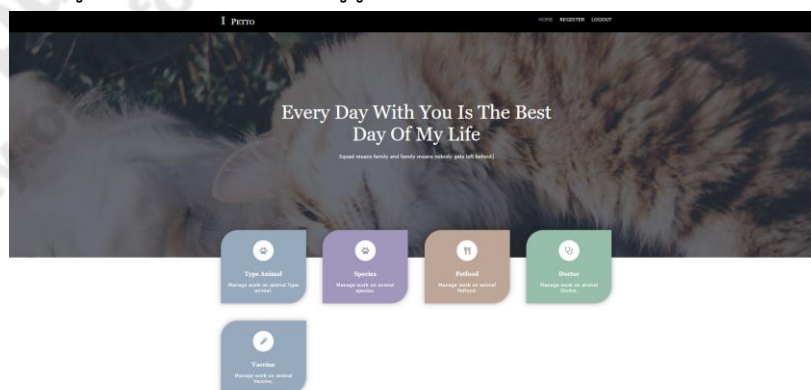 Petto
HOME REGISTER LOGOUT
Every Day With You Is The Best
Day Of My Life
Squad means family and family means nobody gets left behind.|
Type Animal
Manage work on animal Type
animal.
Species
Manage work on animal
species.
Petfood
Manage work on animal
Petfood.
Doctor
Manage work on animal
Doctor.
Vaccine
Manage work on animal
Vaccine.